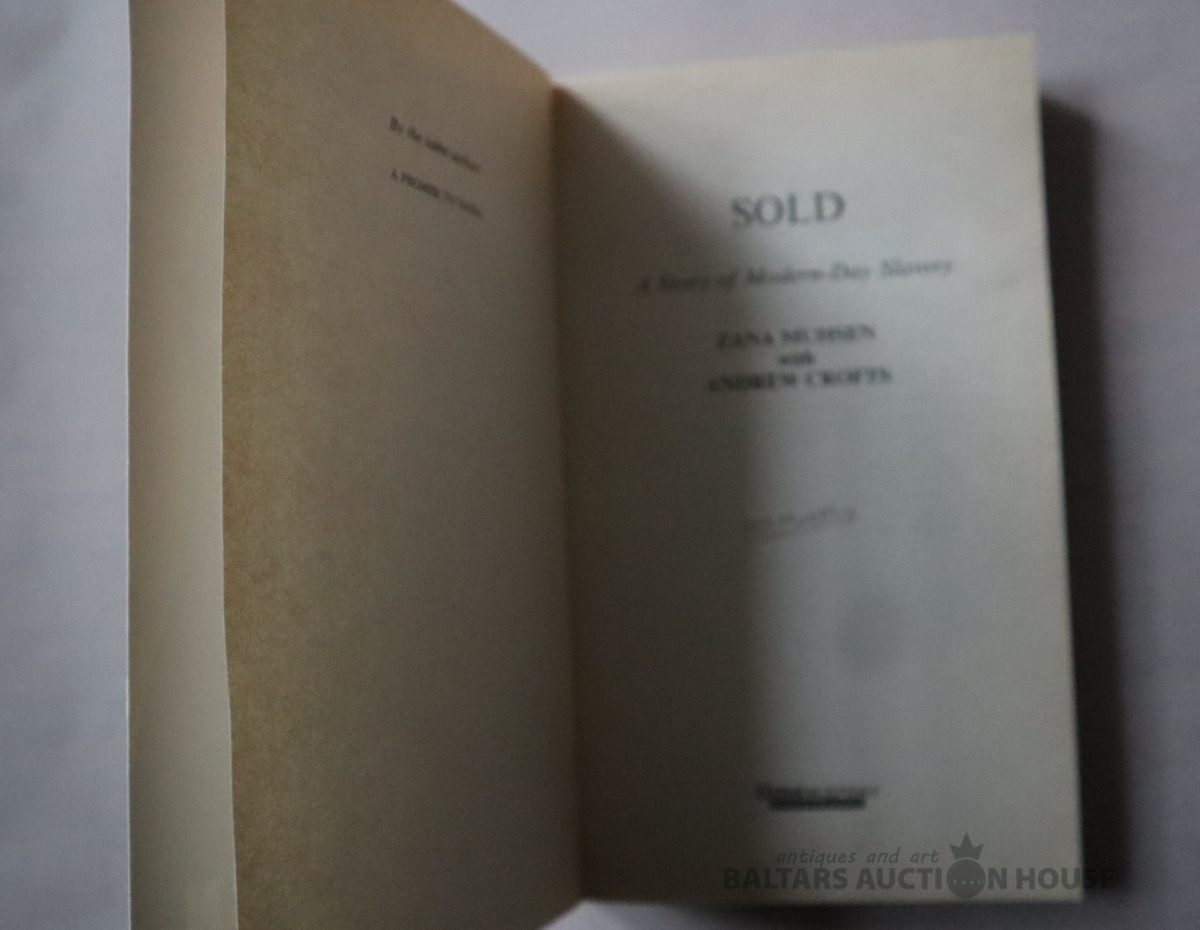 By the same authors
A PROMISE TO NADIA
SOLD
A Story of Modern-Day Slavery
ZANA MUHSEN
with
ANDREW CROFTS
antiques and art
BALTARS AUCTION HOUSE